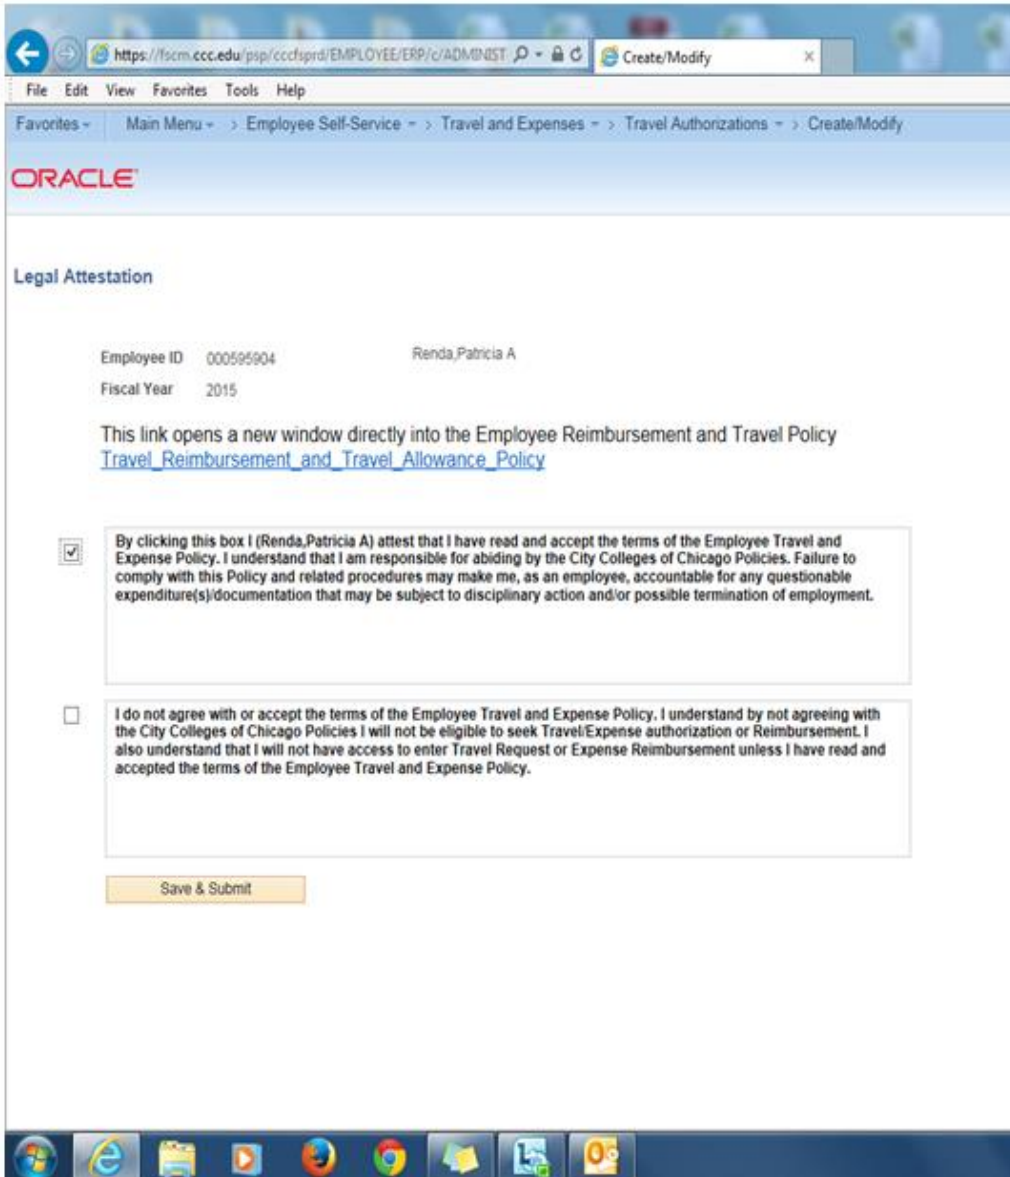 https://fscm.ccc.edu/psp/cccfsprd/EMPLOYEE/ERP/c/ADMINIST
Create/Modify
File Edit View Favorites Tools Help
Favorites Main Menu > Employee Self-Service > Travel and Expenses > Travel Authorizations > Create/Modify
ORACLE
Legal Attestation
Employee ID 000595904 Renda,Patricia A
Fiscal Year 2015
This link opens a new window directly into the Employee Reimbursement and Travel Policy
Travel_Reimbursement_and_Travel_Allowance_Policy
By clicking this box I (Renda,Patricia A) attest that I have read and accept the terms of the Employee Travel and
Expense Policy. I understand that I am responsible for abiding by the City Colleges of Chicago Policies. Failure to
comply with this Policy and related procedures may make me, as an employee, accountable for any questionable
expenditure(s)/documentation that may be subject to disciplinary action and/or possible termination of employment.
I do not agree with or accept the terms of the Employee Travel and Expense Policy. I understand by not agreeing with
the City Colleges of Chicago Policies I will not be eligible to seek Travel/Expense authorization or Reimbursement. I
also understand that I will not have access to enter Travel Request or Expense Reimbursement unless I have read and
accepted the terms of the Employee Travel and Expense Policy.
Save & Submit